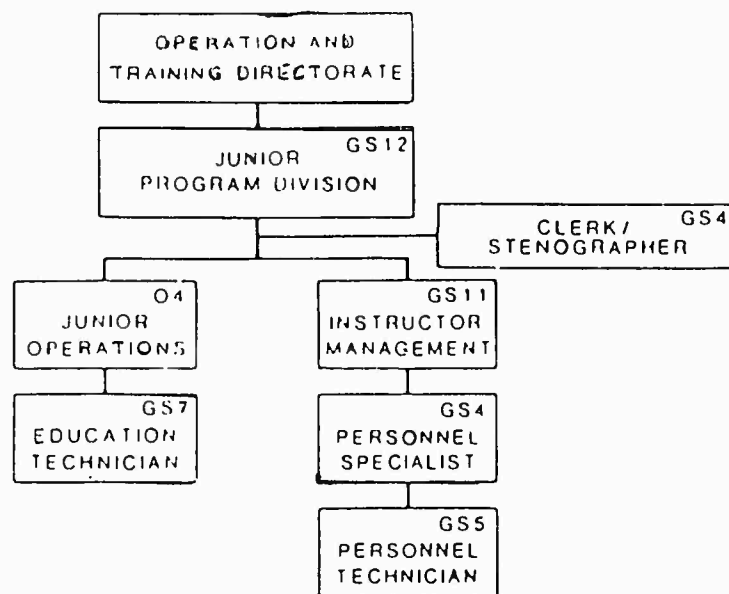 OPERATION AND
TRAINING DIRECTORATE
GS12
JUNIOR
PROGRAM DIVISION
GS4
CLERK/
STENOGRAPHER
O4
JUNIOR
OPERATIONS
GS11
INSTRUCTOR
MANAGEMENT
GS7
EDUCATION
TECHNICIAN
GS4
PERSONNEL
SPECIALIST
GS5
PERSONNEL
TECHNICIAN